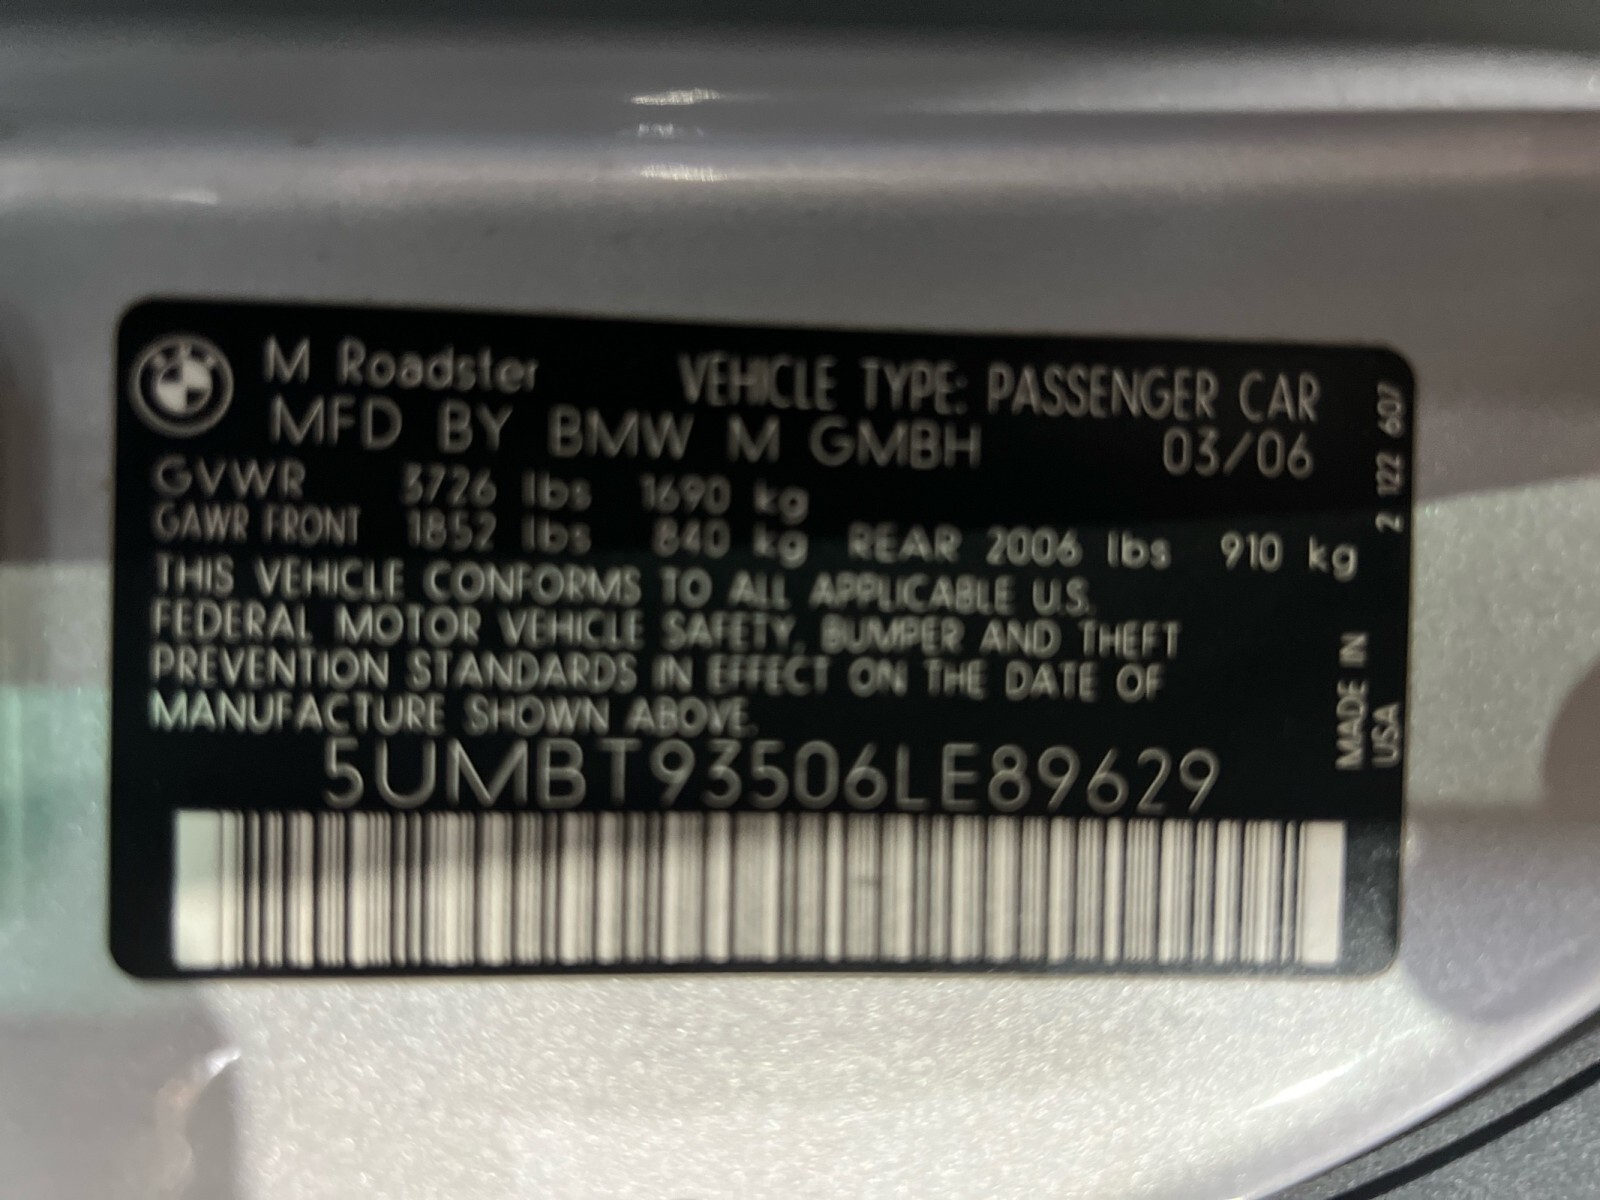 M Roadster VEHICLE TYPE: PASSENGER CAR
MFD BY BMW M GMBH 03/06
GVWR 3726 lbs 1690 kg
GAWR FRONT 1852 lbs 840 kg REAR 2006 lbs 910 kg
THIS VEHICLE CONFORMS TO ALL APPLICABLE U.S.
FEDERAL MOTOR VEHICLE SAFETY, BUMPER AND THEFT
PREVENTION STANDARDS IN EFFECT ON THE DATE OF
MANUFACTURE SHOWN ABOVE.
5UMBT93506LE89629
2 122 607
MADE IN
USA